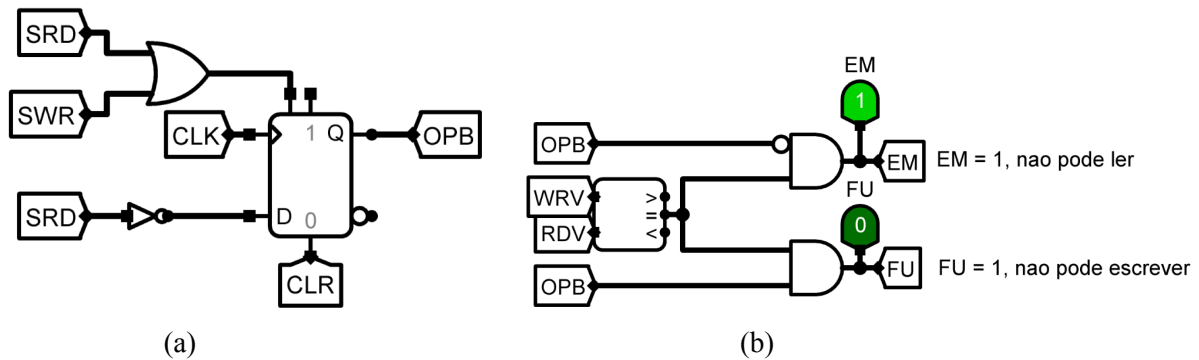 SRD
SWR
CLK
1 Q
OPB
SRD
D 0
CLR
(a)
EM
1
OPB
EM
EM = 1, nao pode ler
WRV
>
=
RDV
<
FU
0
OPB
FU
FU = 1, nao pode escrever
(b)